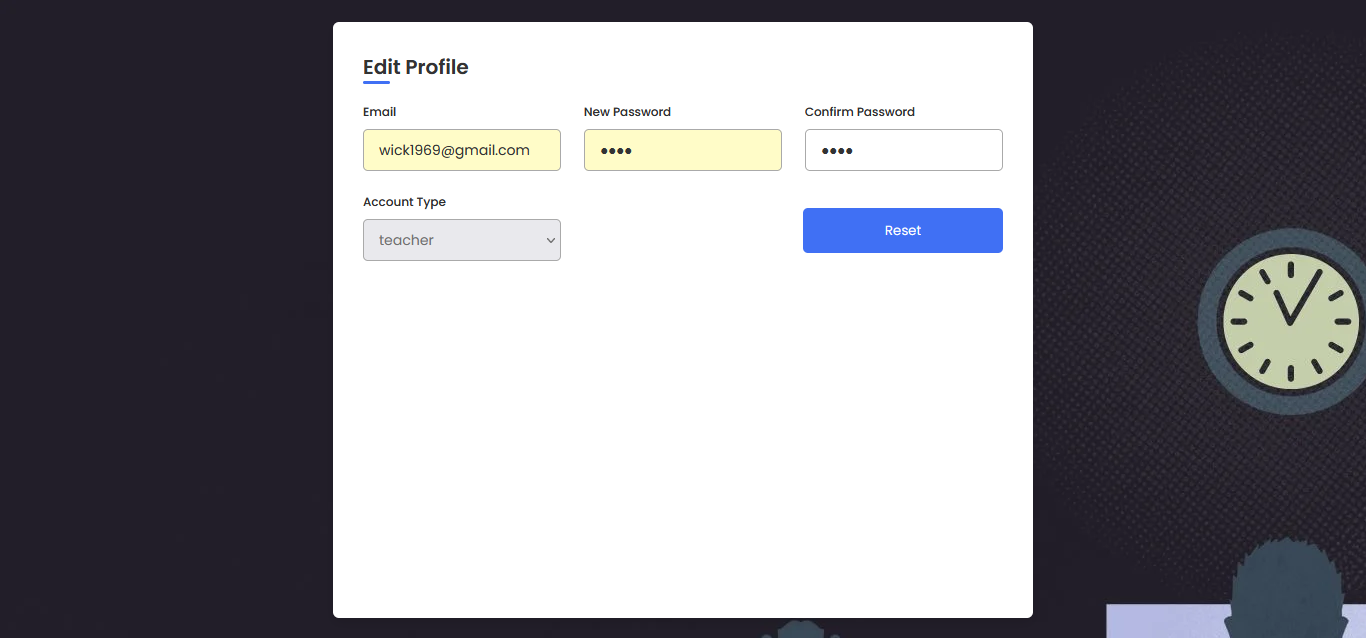 Edit Profile
Email New Password Confirm Password
wick1969@gmail.com •••• ••••
Account Type
teacher
Reset